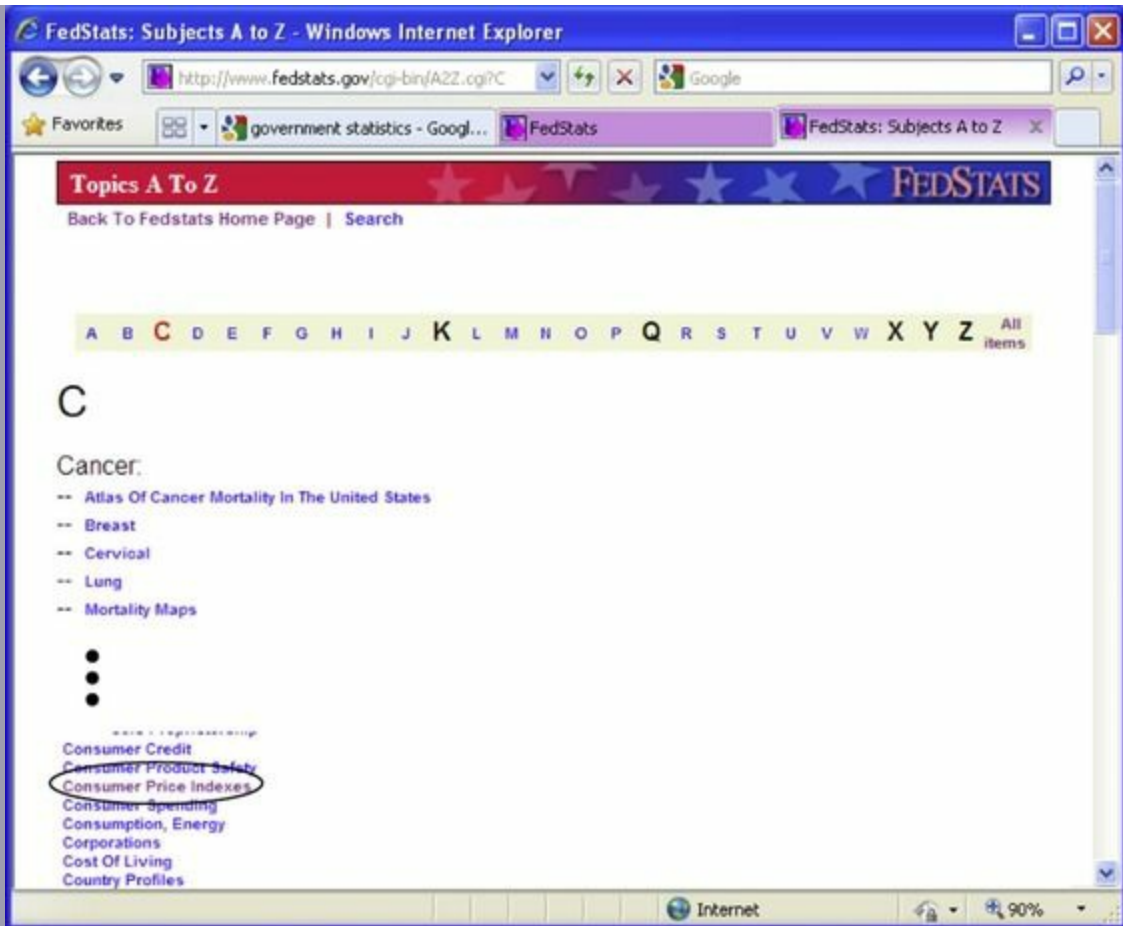 FedStats: Subjects A to Z - Windows Internet Explorer
http://www.fedstats.gov/cgi-bin/A2Z.cgi?C Google
Favorites government statistics - Googl... FedStats FedStats: Subjects A to Z
Topics A To Z FEDSTATS
Back To Fedstats Home Page | Search
A B C D E F G H I J K L M N O P Q R S T U V W X Y Z All items
C
Cancer:
-- Atlas Of Cancer Mortality In The United States
-- Breast
-- Cervical
-- Lung
-- Mortality Maps
Consumer Credit
Consumer Product Safety
Consumer Price Indexes
Consumer Spending
Consumption, Energy
Corporations
Cost Of Living
Country Profiles
Internet 90%